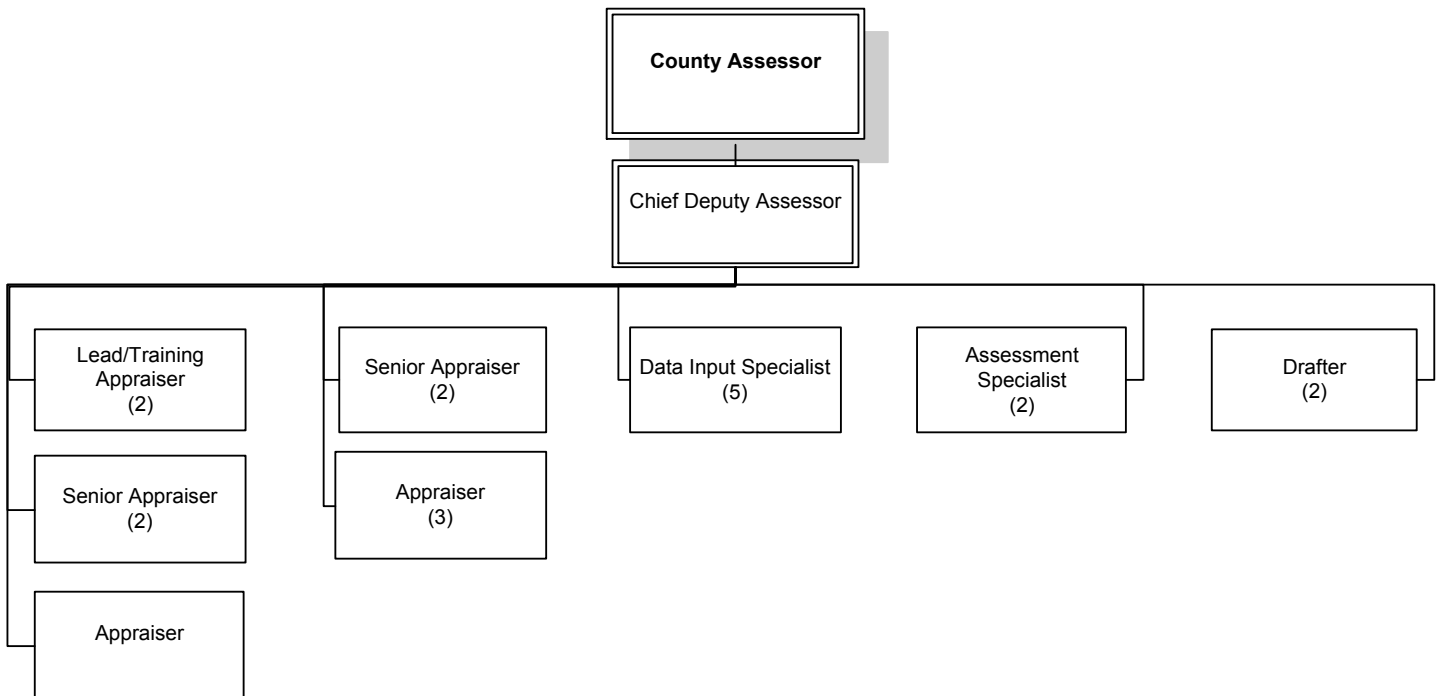 County Assessor
Chief Deputy Assessor
Lead/Training
Appraiser
(2)
Senior Appraiser
(2)
Data Input Specialist
(5)
Assessment
Specialist
(2)
Drafter
(2)
Senior Appraiser
(2)
Appraiser
(3)
Appraiser